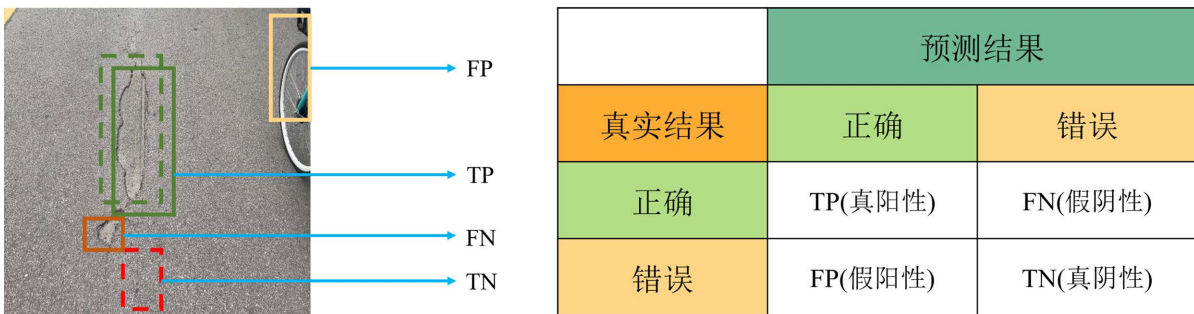 FP
TP
FN
TN
预测结果
真实结果 正确 错误
正确 TP(真阳性) FN(假阴性)
错误 FP(假阳性) TN(真阴性)